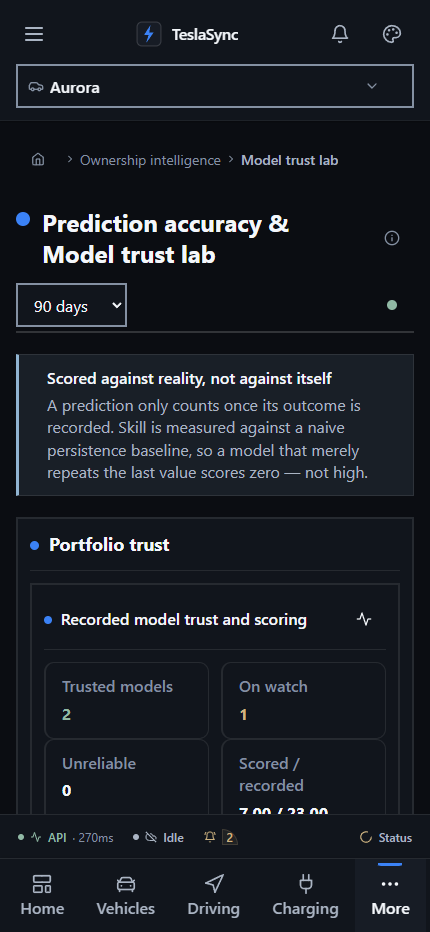 TeslaSync
Aurora
Ownership intelligence
Model trust lab
Prediction accuracy &
Model trust lab
90 days
Scored against reality, not against itself
A prediction only counts once its outcome is
recorded. Skill is measured against a naive
persistence baseline, so a model that merely
repeats the last value scores zero — not high.
Portfolio trust
Recorded model trust and scoring
Trusted models
2
On watch
1
Unreliable
0
Scored /
recorded
7.00 / 23.00
API · 270ms
Idle
2
Status
Home
Vehicles
Driving
Charging
More